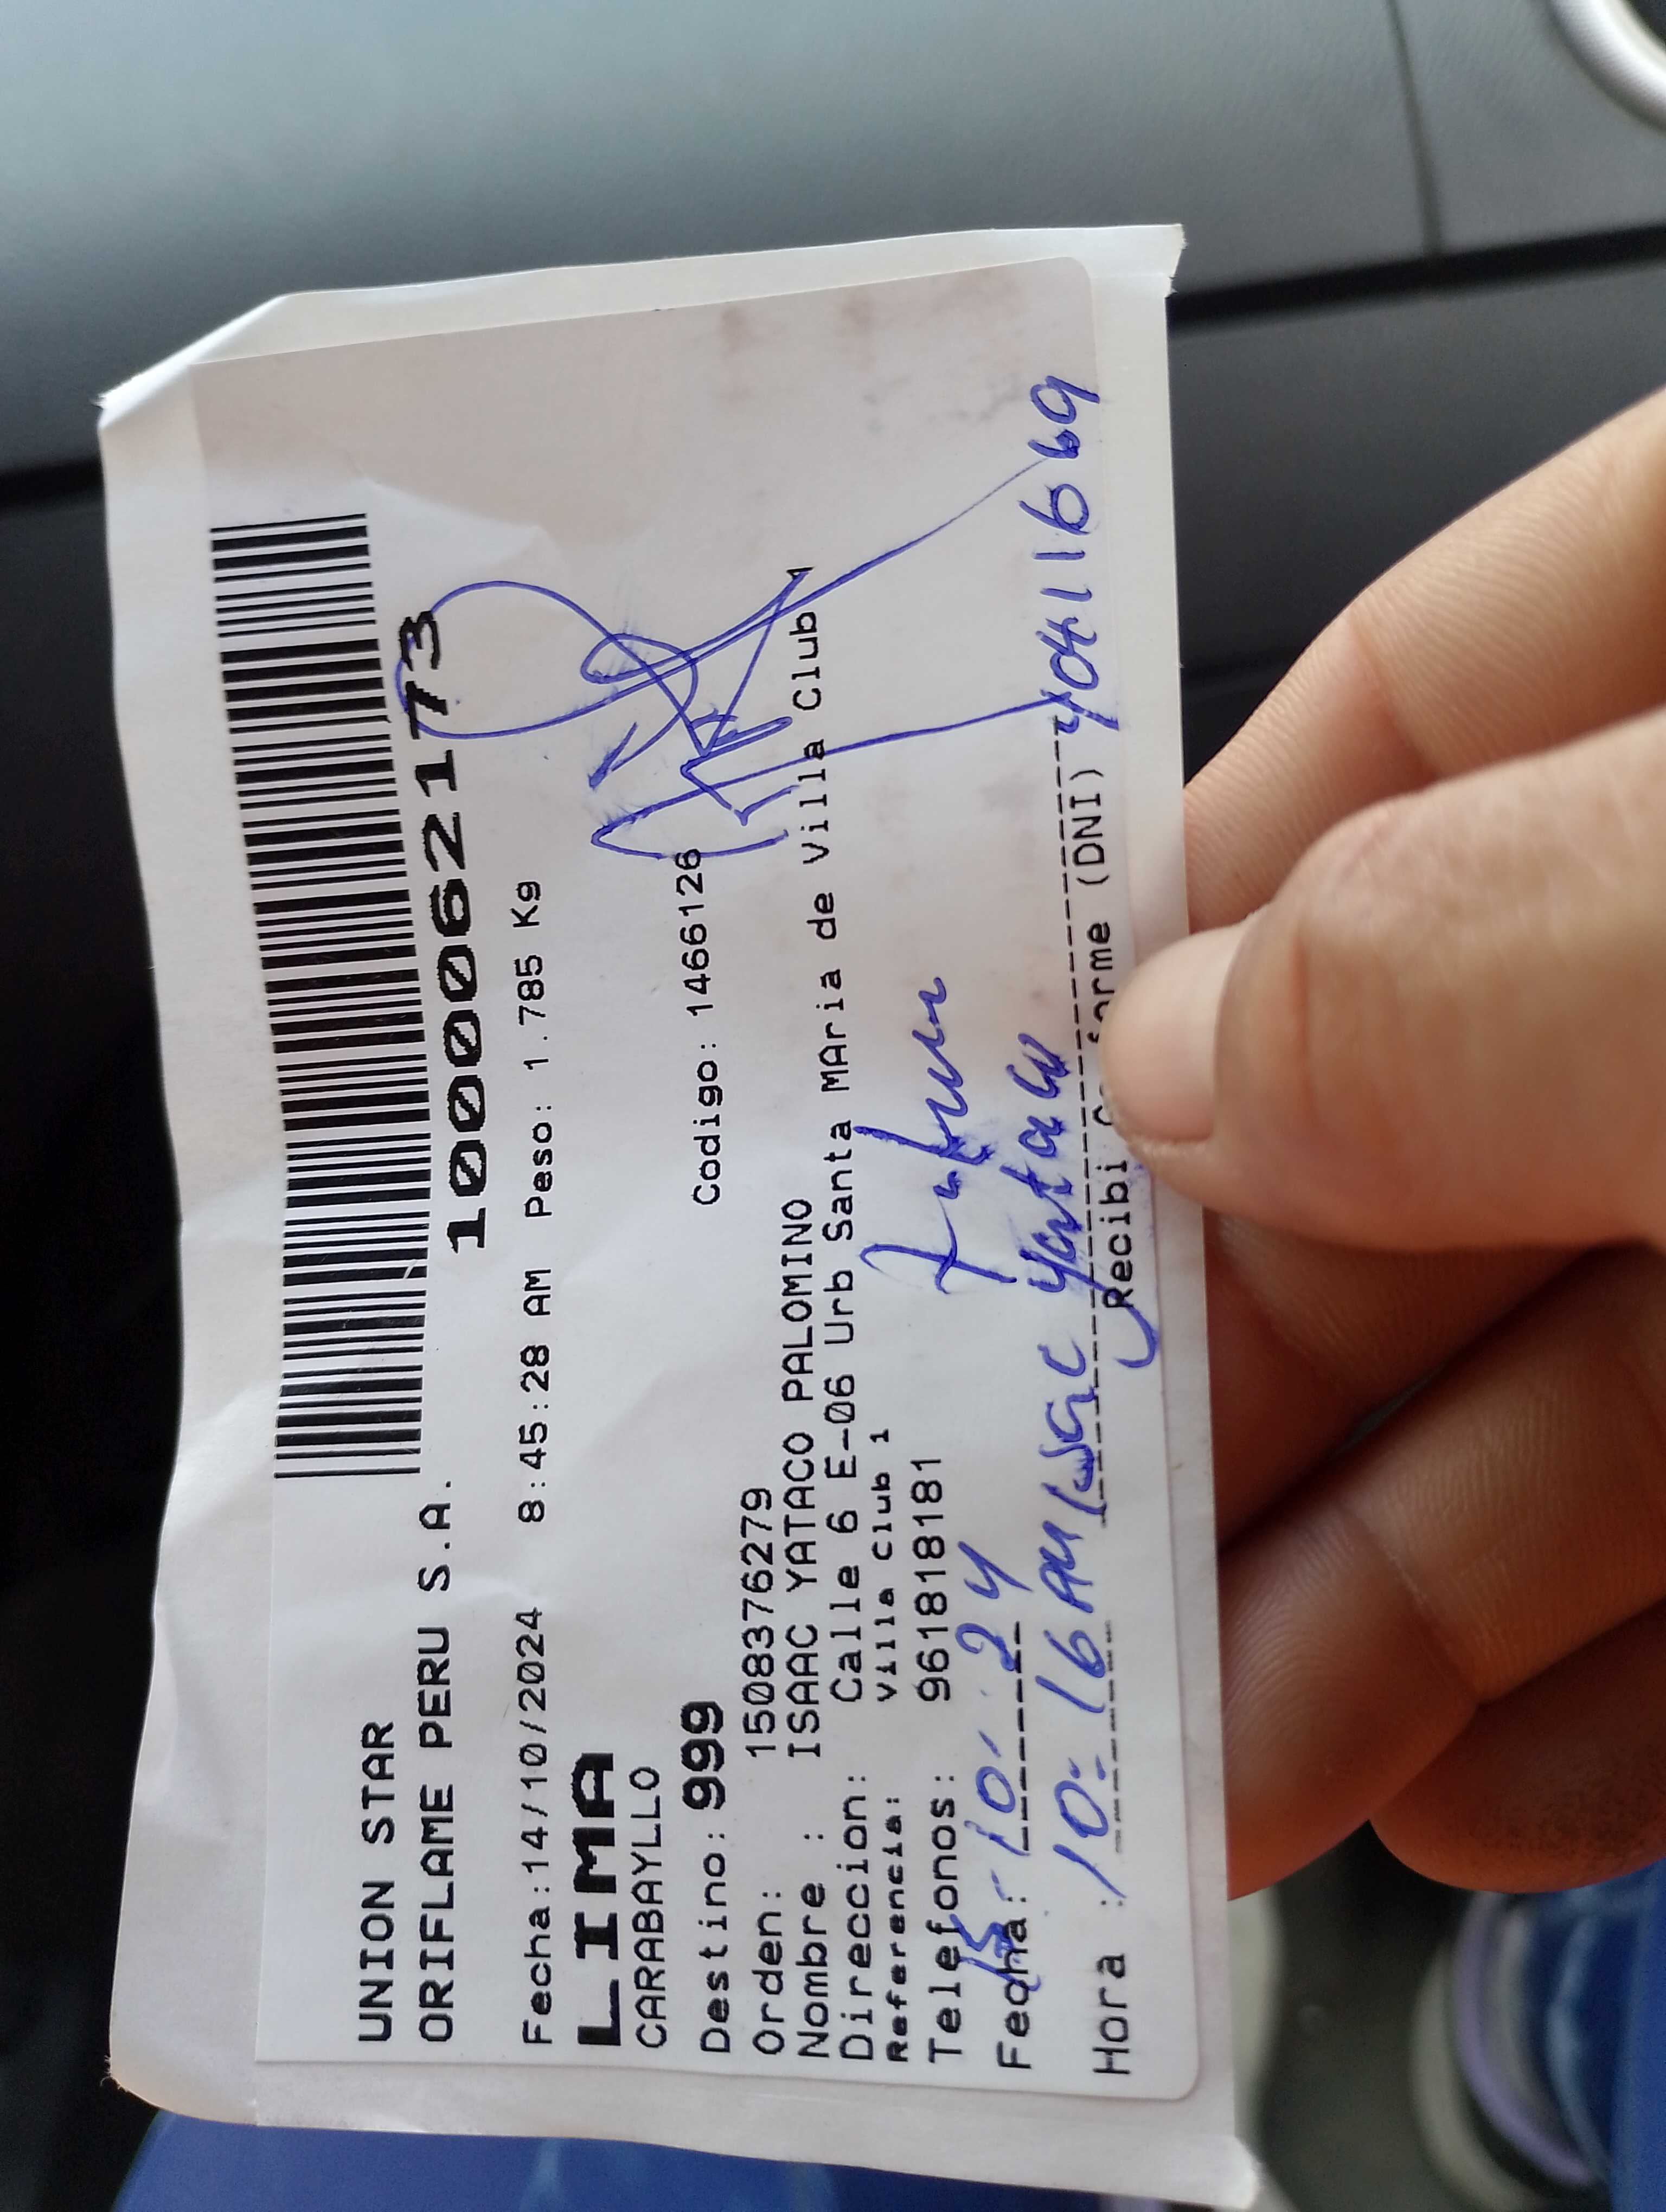 UNION STAR
ORIFLAME PERU S.A.
1000062173
Fecha:14/10/2024 8:45:28 AM Peso: 1.785 Kg
LIMA
CARABAYLLO
Destino: 999 Codigo: 1466126
Orden: 1508376279
Nombre : ISAAC YATACO PALOMINO
Direccion: Calle 6 E-06 Urb Santa MAria de Villa Club
Referencia: Villa Club 1
Telefonos: 961818181
Fecha: 15-10-24
Hora : 10:16 AM Isaac Yataco
Recibi (DNI)